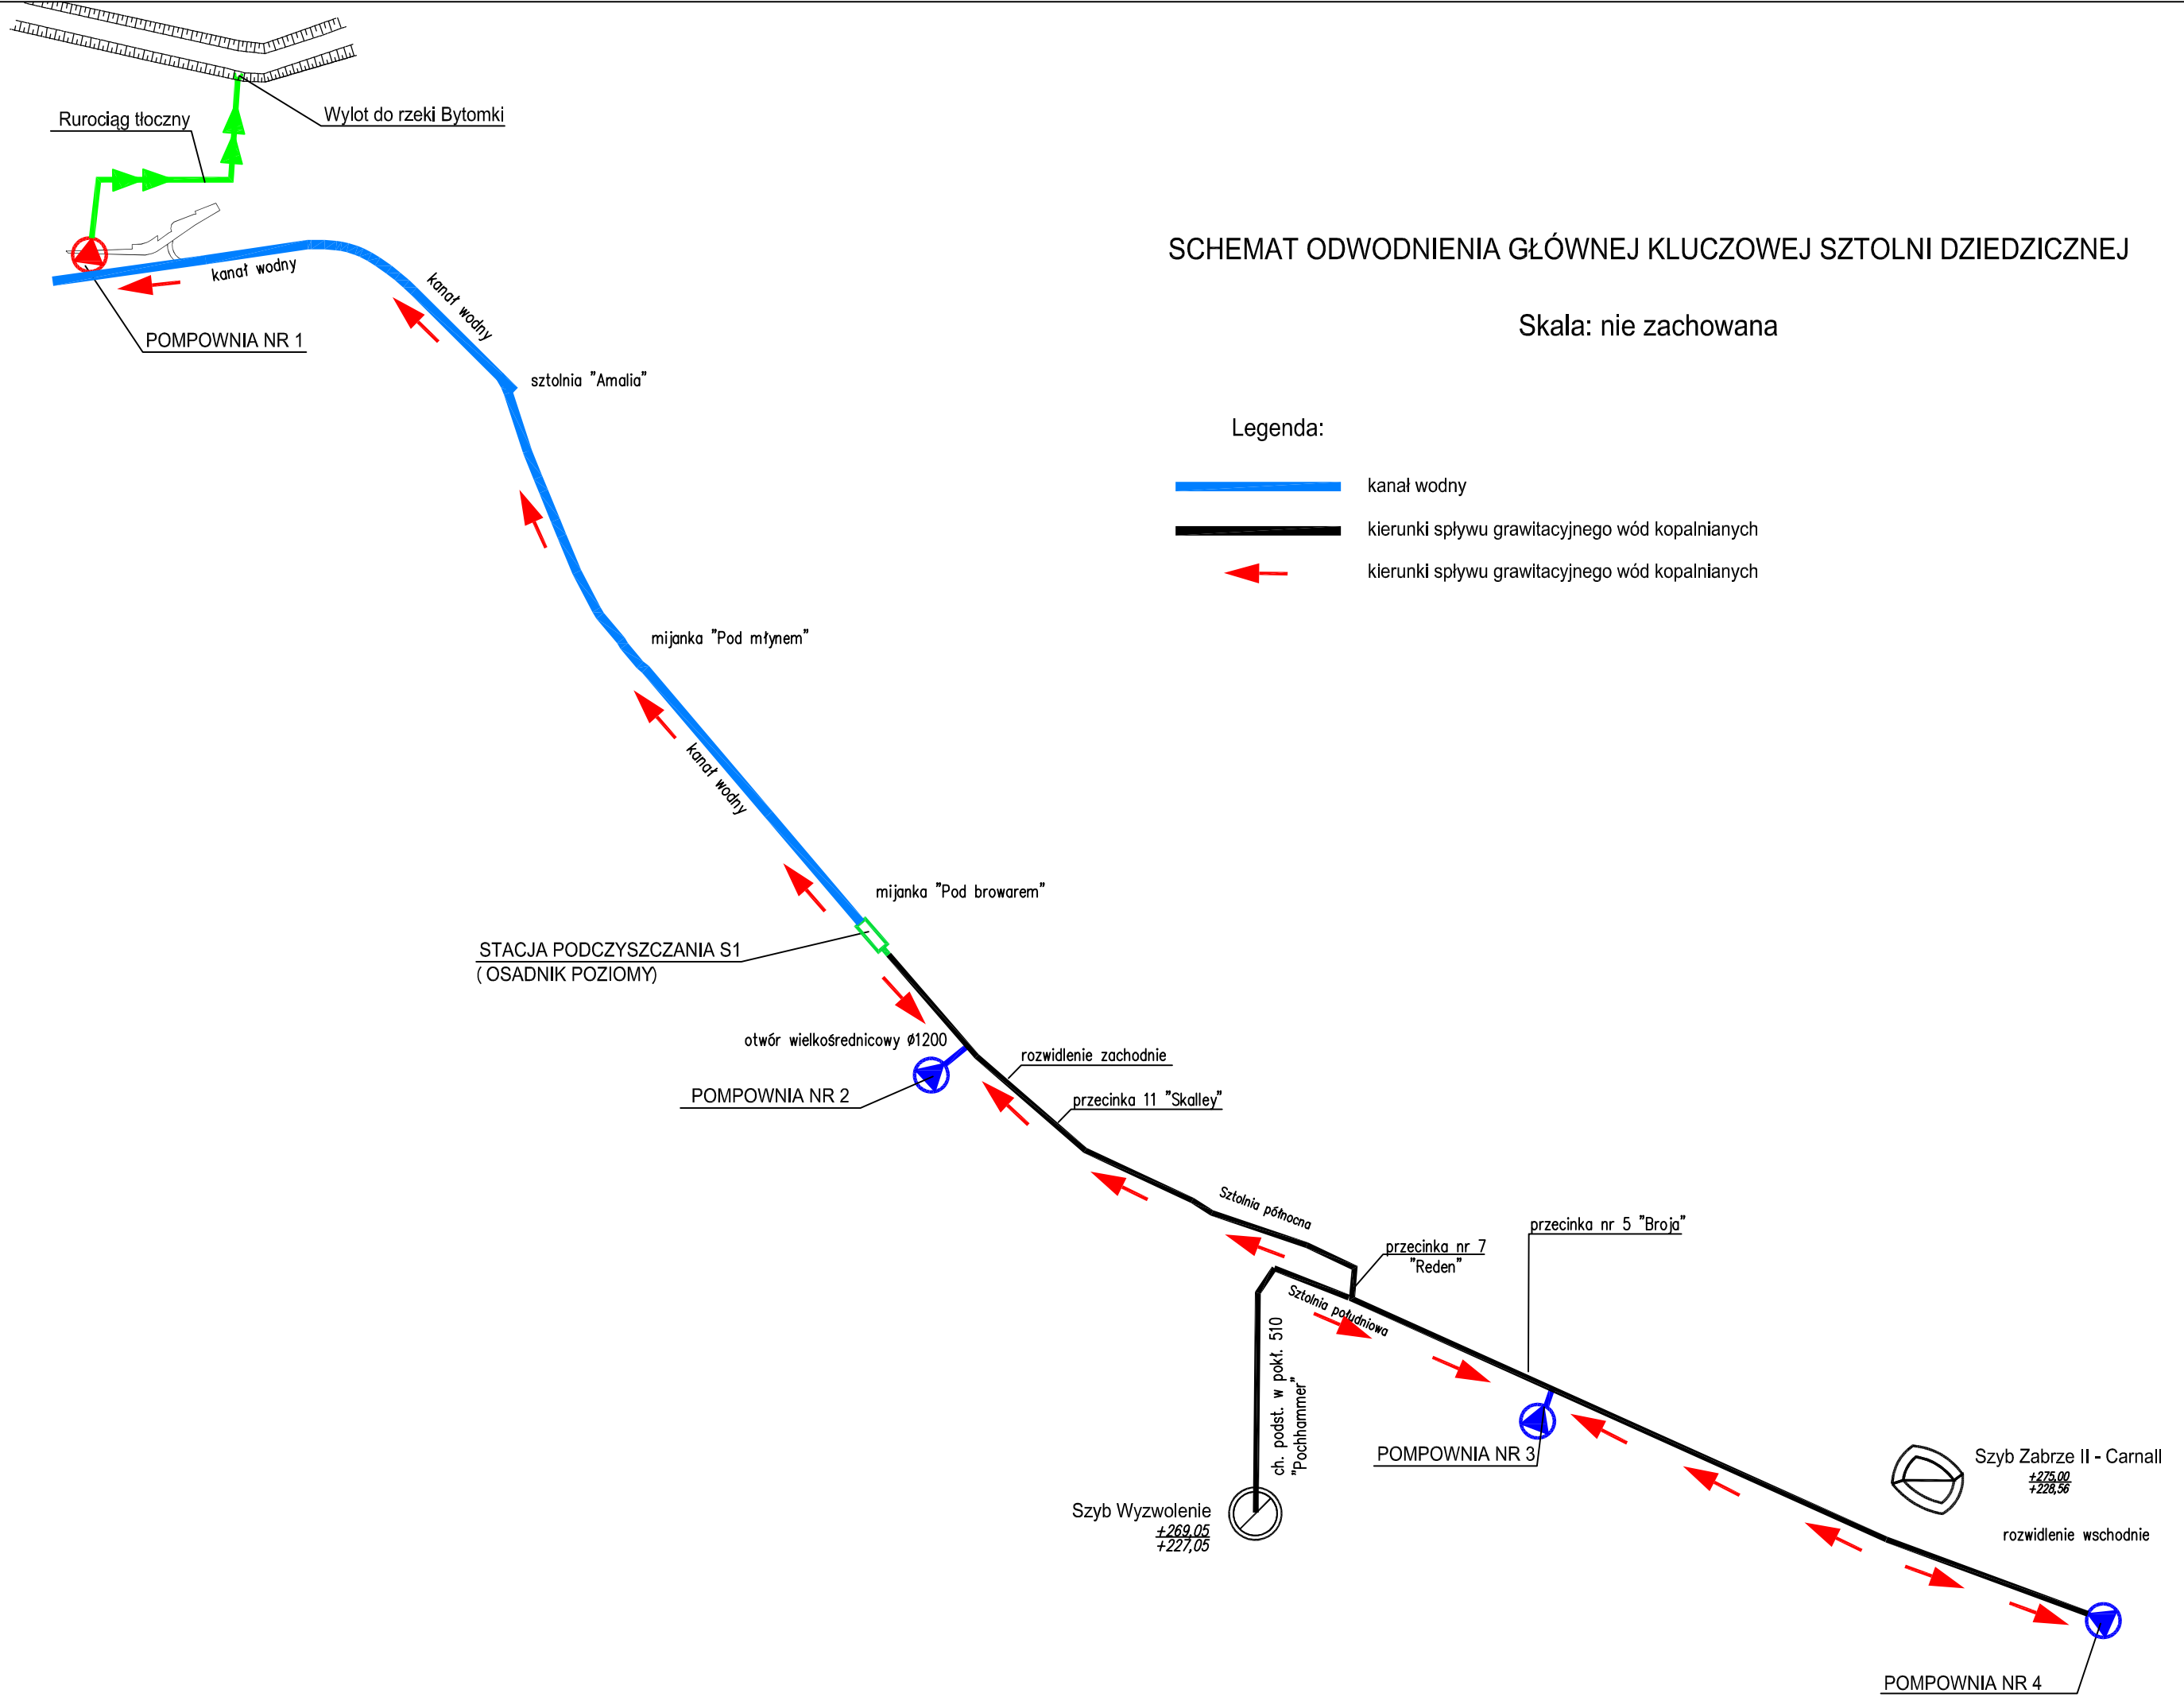 Wylot do rzeki Bytomki
Rurociąg tłoczny
SCHEMAT ODWODNIENIA GŁÓWNEJ KLUCZOWEJ SZTOLNI DZIEDZICZNEJ
Skala: nie zachowana
kanał wodny
kanał wodny
POMPOWNIA NR 1
sztolnia "Amalia"
Legenda:
kanał wodny
kierunki spływu grawitacyjnego wód kopalnianych
kierunki spływu grawitacyjnego wód kopalnianych
mijanka "Pod młynem"
kanał wodny
mijanka "Pod browarem"
STACJA PODCZYSZCZANIA S1
( OSADNIK POZIOMY)
otwór wielkośrednicowy ø1200
POMPOWNIA NR 2
rozwidlenie zachodnie
przecinka 11 "Skalley"
Sztolnia północna
przecinka nr 7
"Reden"
przecinka nr 5 "Broja"
Sztolnia południowa
ch. podst. w pokł. 510
"Pochhammer"
POMPOWNIA NR 3
Szyb Wyzwolenie
+269,05
+227,05
Szyb Zabrze II - Carnall
+275,00
+228,56
rozwidlenie wschodnie
POMPOWNIA NR 4